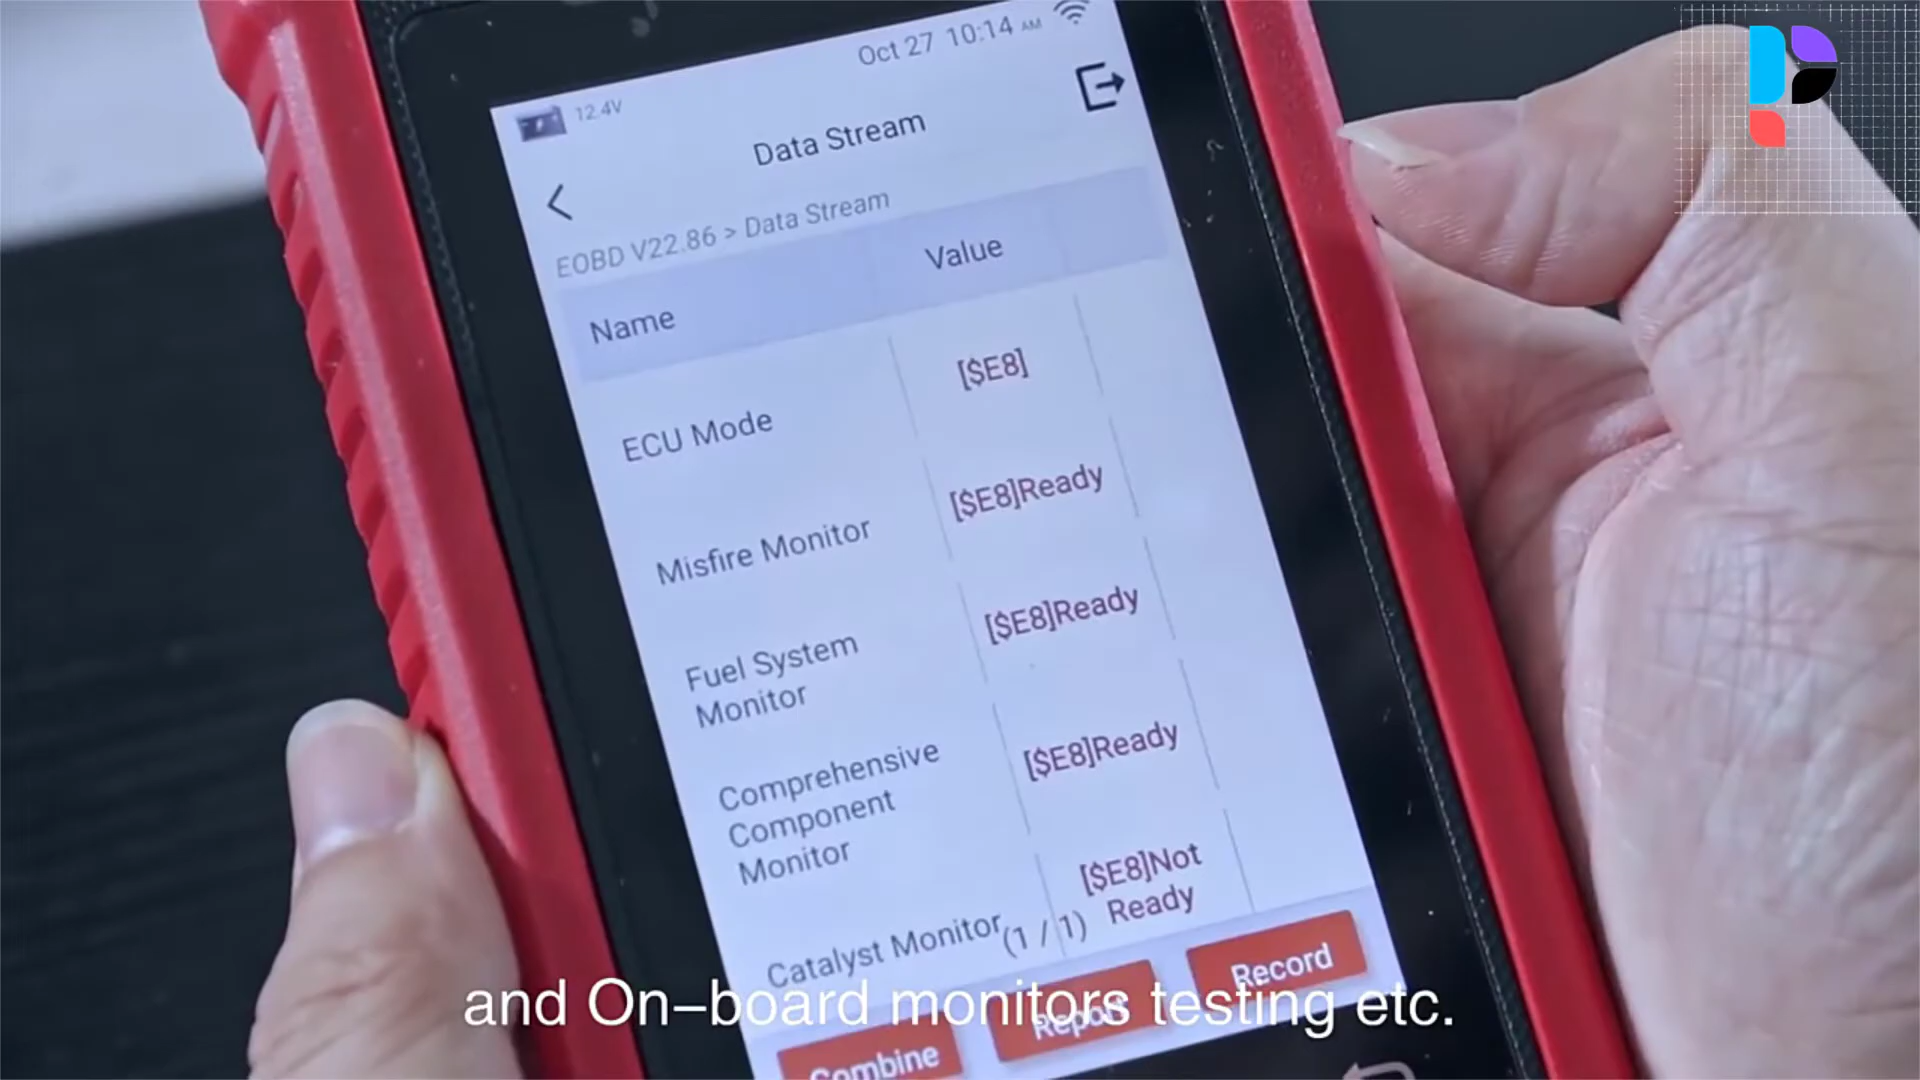 Oct 27 10:14 AM
12.4V
Data Stream
EOBD V22.86 > Data Stream
Name
Value
ECU Mode
[$E8]
Misfire Monitor
[$E8]Ready
Fuel System
Monitor
[$E8]Ready
Comprehensive
Component
Monitor
[$E8]Ready
Catalyst Monitor
[$E8]Not
Ready
(1 / 1)
Combine
Report
Record
and On-board monitors testing etc.